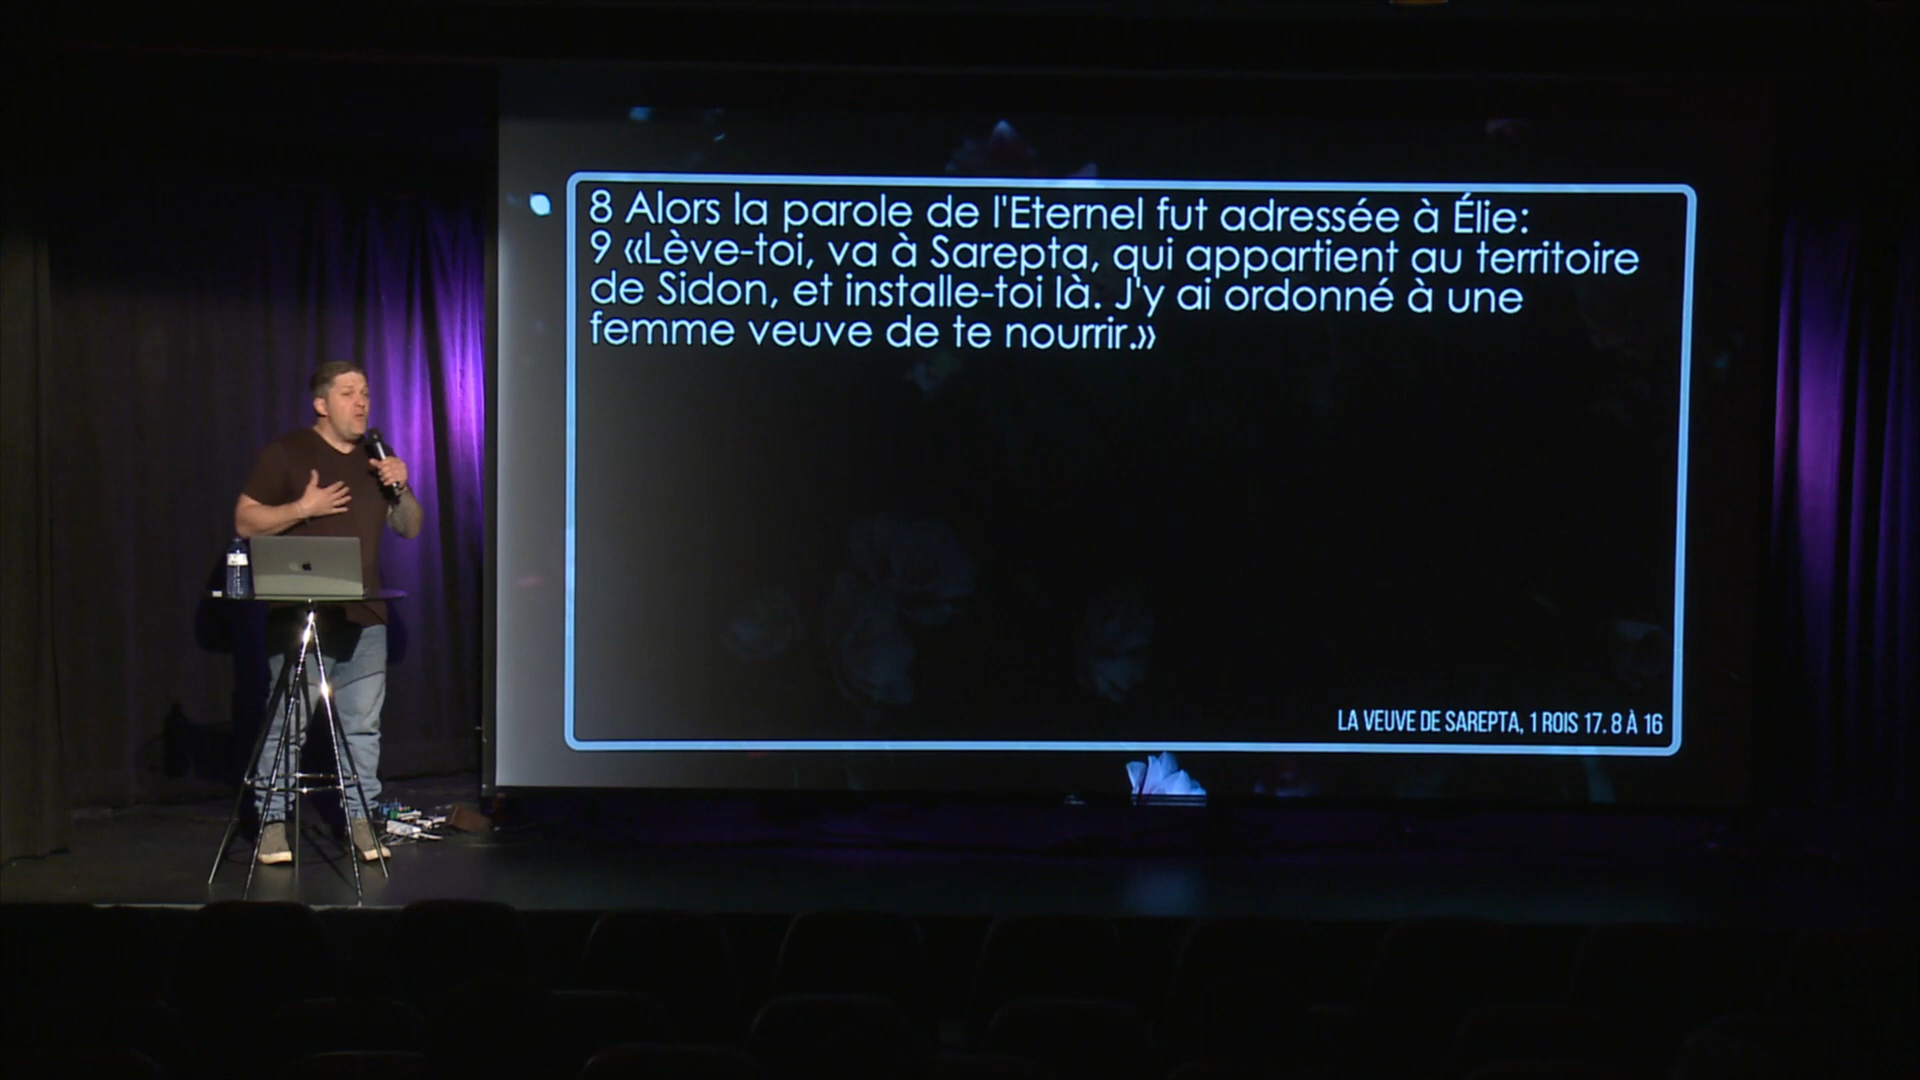 8 Alors la parole de l'Eternel fut adressée à Élie:
9 «Lève-toi, va à Sarepta, qui appartient au territoire
de Sidon, et installe-toi là. J'y ai ordonné à une
femme veuve de te nourrir.»
LA VEUVE DE SAREPTA, 1 ROIS 17. 8 À 16